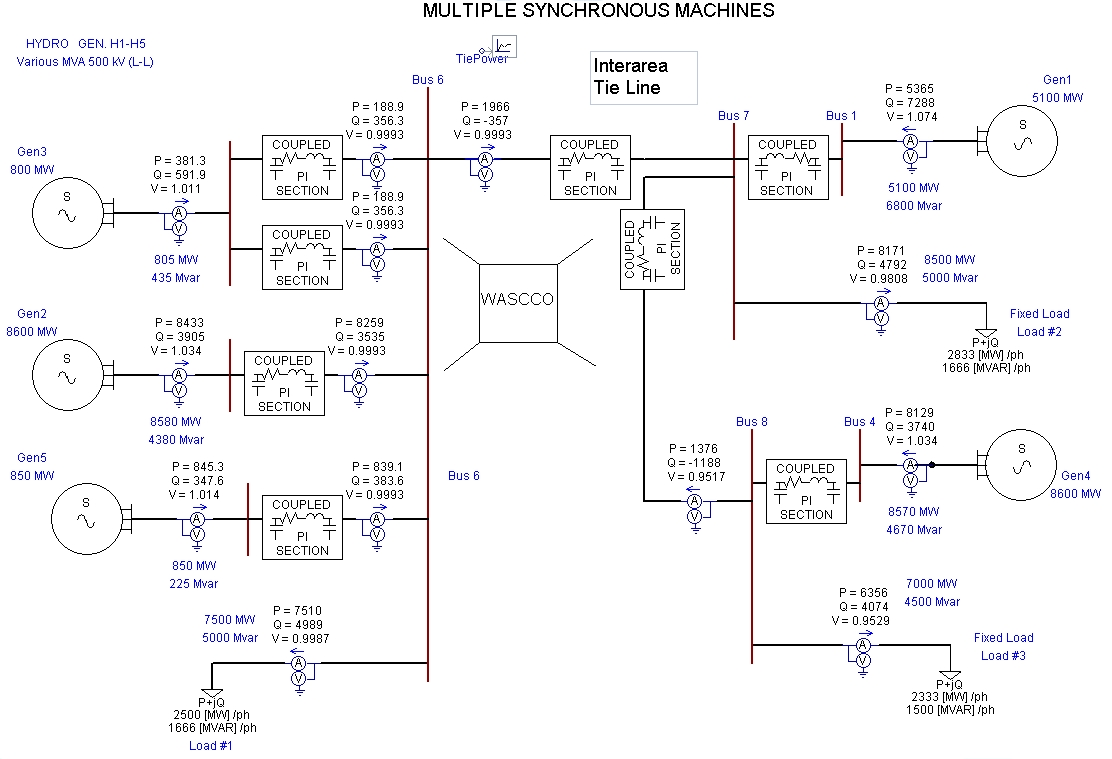 MULTIPLE SYNCHRONOUS MACHINES
HYDRO GEN. H1-H5
Various MVA 500 kV (L-L)
TiePower
Interarea
Tie Line
Bus 6
Bus 7
Bus 1
Gen1
5100 MW
S
P = 5365
Q = 7288
V = 1.074
A
V
5100 MW
6800 Mvar
P = 188.9
Q = 356.3
V = 0.9993
A
V
P = 1966
Q = -357
V = 0.9993
A
V
COUPLED
PI
SECTION
COUPLED
PI
SECTION
COUPLED
PI
SECTION
Gen3
800 MW
S
P = 381.3
Q = 591.9
V = 1.011
A
V
805 MW
435 Mvar
P = 188.9
Q = 356.3
V = 0.9993
A
V
COUPLED
PI
SECTION
COUPLED
PI
SECTION
WASCCO
P = 8171
Q = 4792
V = 0.9808
A
V
8500 MW
5000 Mvar
Fixed Load
Load #2
P+jQ
2833 [MW] /ph
1666 [MVAR] /ph
Gen2
8600 MW
S
P = 8433
Q = 3905
V = 1.034
A
V
8580 MW
4380 Mvar
COUPLED
PI
SECTION
P = 8259
Q = 3535
V = 0.9993
A
V
Bus 8
Bus 4
P = 8129
Q = 3740
V = 1.034
A
V
8570 MW
4670 Mvar
S
Gen4
8600 MW
COUPLED
PI
SECTION
P = 1376
Q = -1188
V = 0.9517
A
V
Gen5
850 MW
S
P = 845.3
Q = 347.6
V = 1.014
A
V
850 MW
225 Mvar
COUPLED
PI
SECTION
P = 839.1
Q = 383.6
V = 0.9993
A
V
Bus 6
7500 MW
5000 Mvar
P = 7510
Q = 4989
V = 0.9987
A
V
P+jQ
2500 [MW] /ph
1666 [MVAR] /ph
Load #1
P = 6356
Q = 4074
V = 0.9529
A
V
7000 MW
4500 Mvar
Fixed Load
Load #3
P+jQ
2333 [MW] /ph
1500 [MVAR] /ph